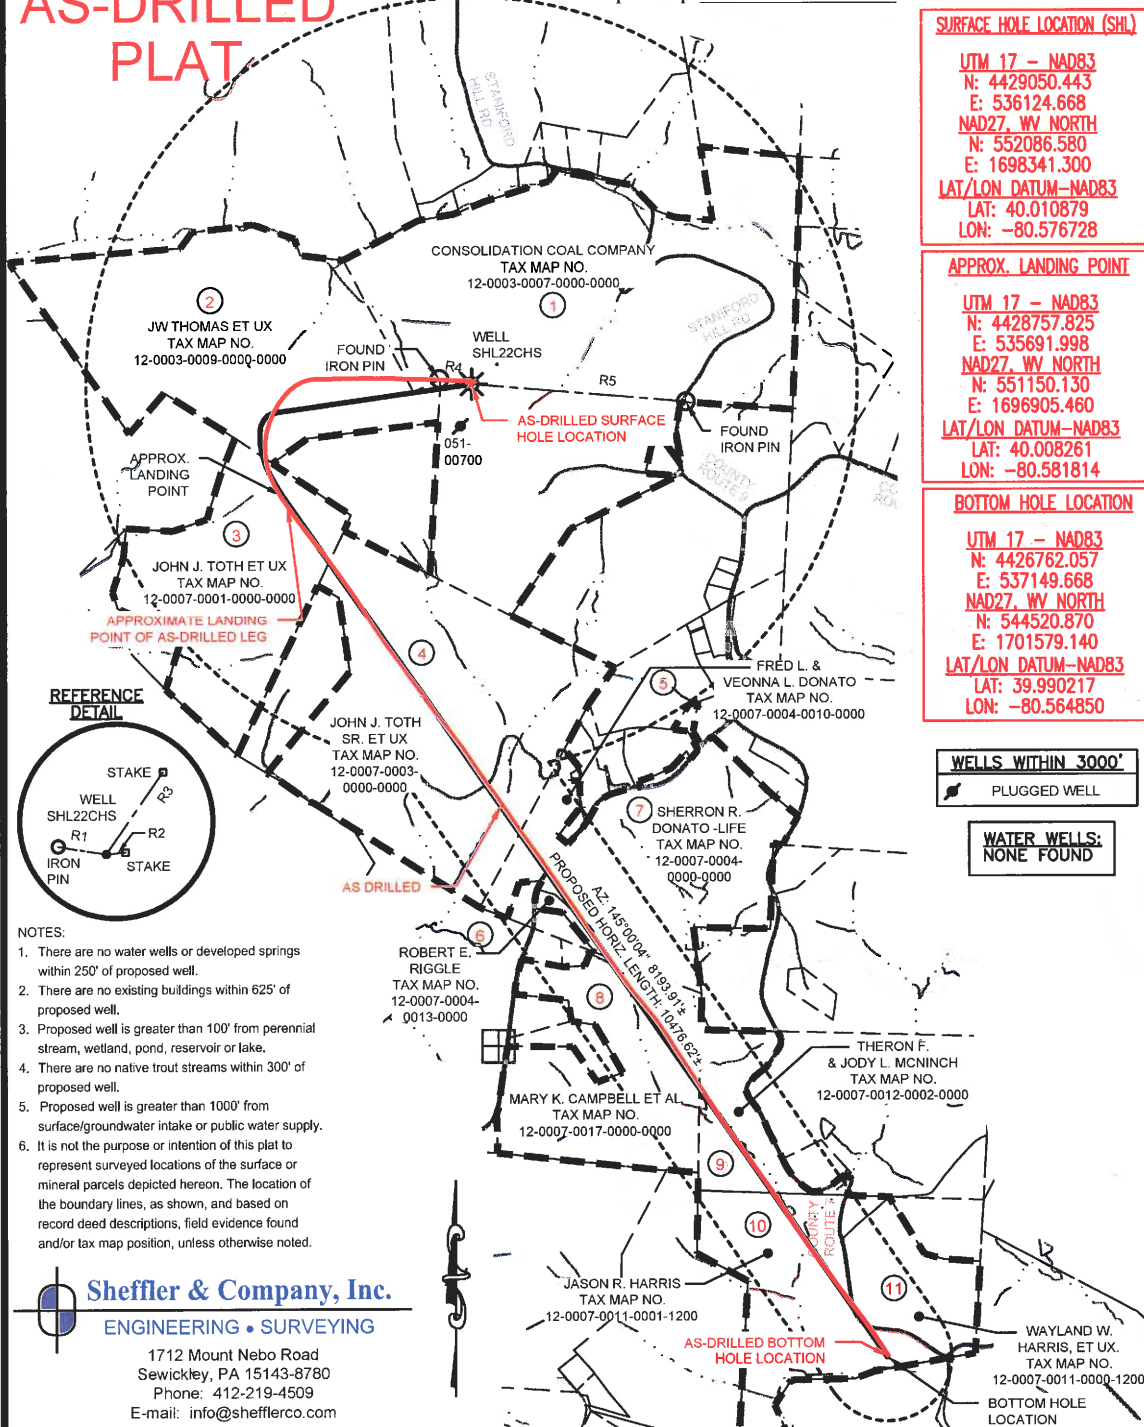 AS-DRILLED
PLAT
SURFACE HOLE LOCATION (SHL)
UTM 17 - NAD83
N: 4429050.443
E: 536124.668
NAD27, WV NORTH
N: 552086.580
E: 1698341.300
LAT/LON DATUM-NAD83
LAT: 40.010879
LON: -80.576728
APPROX. LANDING POINT
UTM 17 - NAD83
N: 4428757.825
E: 535691.998
NAD27, WV NORTH
N: 551150.130
E: 1696905.460
LAT/LON DATUM-NAD83
LAT: 40.008261
LON: -80.581814
BOTTOM HOLE LOCATION
UTM 17 - NAD83
N: 4426762.057
E: 537149.668
NAD27, WV NORTH
N: 544520.870
E: 1701579.140
LAT/LON DATUM-NAD83
LAT: 39.990217
LON: -80.564850
WELLS WITHIN 3000'
PLUGGED WELL
WATER WELLS:
NONE FOUND
STANIFORD
HILL RD
CONSOLIDATION COAL COMPANY
TAX MAP NO.
12-0003-0007-0000-0000
1
2
JW THOMAS ET UX
TAX MAP NO.
12-0003-0009-0000-0000
STANIFORD
HILL RD
FOUND
IRON PIN
WELL
SHL22CHS
R4
R5
AS-DRILLED SURFACE
HOLE LOCATION
051-
00700
FOUND
IRON PIN
COUNTY
ROUTE 9
APPROX.
LANDING
POINT
3
JOHN J. TOTH ET UX
TAX MAP NO.
12-0007-0001-0000-0000
APPROXIMATE LANDING
POINT OF AS-DRILLED LEG
4
5
FRED L. &
VEONNA L. DONATO
TAX MAP NO.
12-0007-0004-0010-0000
REFERENCE
DETAIL
STAKE
WELL
SHL22CHS
R3
R1
R2
IRON
PIN
STAKE
JOHN J. TOTH
SR. ET UX
TAX MAP NO.
12-0007-0003-
0000-0000
7
SHERRON R.
DONATO -LIFE
TAX MAP NO.
12-0007-0004-
0000-0000
AS DRILLED
AZ: 145°00'04" 8193.91'±
PROPOSED HORIZ. LENGTH: 10476.62'±
6
ROBERT E.
RIGGLE
TAX MAP NO.
12-0007-0004-
0013-0000
8
THERON F.
& JODY L. MCNINCH
TAX MAP NO.
12-0007-0012-0002-0000
MARY K. CAMPBELL ET AL
TAX MAP NO.
12-0007-0017-0000-0000
9
10
COUNTY
ROUTE 7
11
JASON R. HARRIS
TAX MAP NO.
12-0007-0011-0001-1200
AS-DRILLED BOTTOM
HOLE LOCATION
WAYLAND W.
HARRIS, ET UX.
TAX MAP NO.
12-0007-0011-0000-1200
BOTTOM HOLE
LOCATION
NOTES:
1. There are no water wells or developed springs
within 250' of proposed well.
2. There are no existing buildings within 625' of
proposed well.
3. Proposed well is greater than 100' from perennial
stream, wetland, pond, reservoir or lake.
4. There are no native trout streams within 300' of
proposed well.
5. Proposed well is greater than 1000' from
surface/groundwater intake or public water supply.
6. It is not the purpose or intention of this plat to
represent surveyed locations of the surface or
mineral parcels depicted hereon. The location of
the boundary lines, as shown, and based on
record deed descriptions, field evidence found
and/or tax map position, unless otherwise noted.
Sheffler & Company, Inc.
ENGINEERING • SURVEYING
1712 Mount Nebo Road
Sewickley, PA 15143-8780
Phone: 412-219-4509
E-mail: info@shefflerco.com